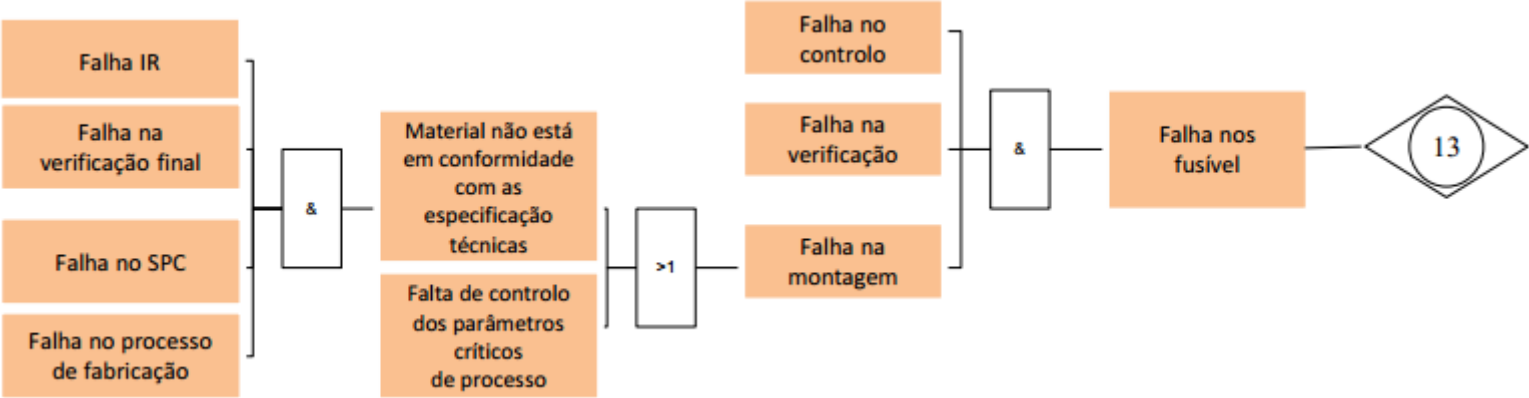 Falha IR
Falha na
verificação final
Falha no SPC
Falha no processo
de fabricação
&
Material não está
em conformidade
com as
especificação
técnicas
Falta de controlo
dos parâmetros
críticos
de processo
>1
Falha no
controlo
Falha na
verificação
Falha na
montagem
&
Falha nos
fusível
13